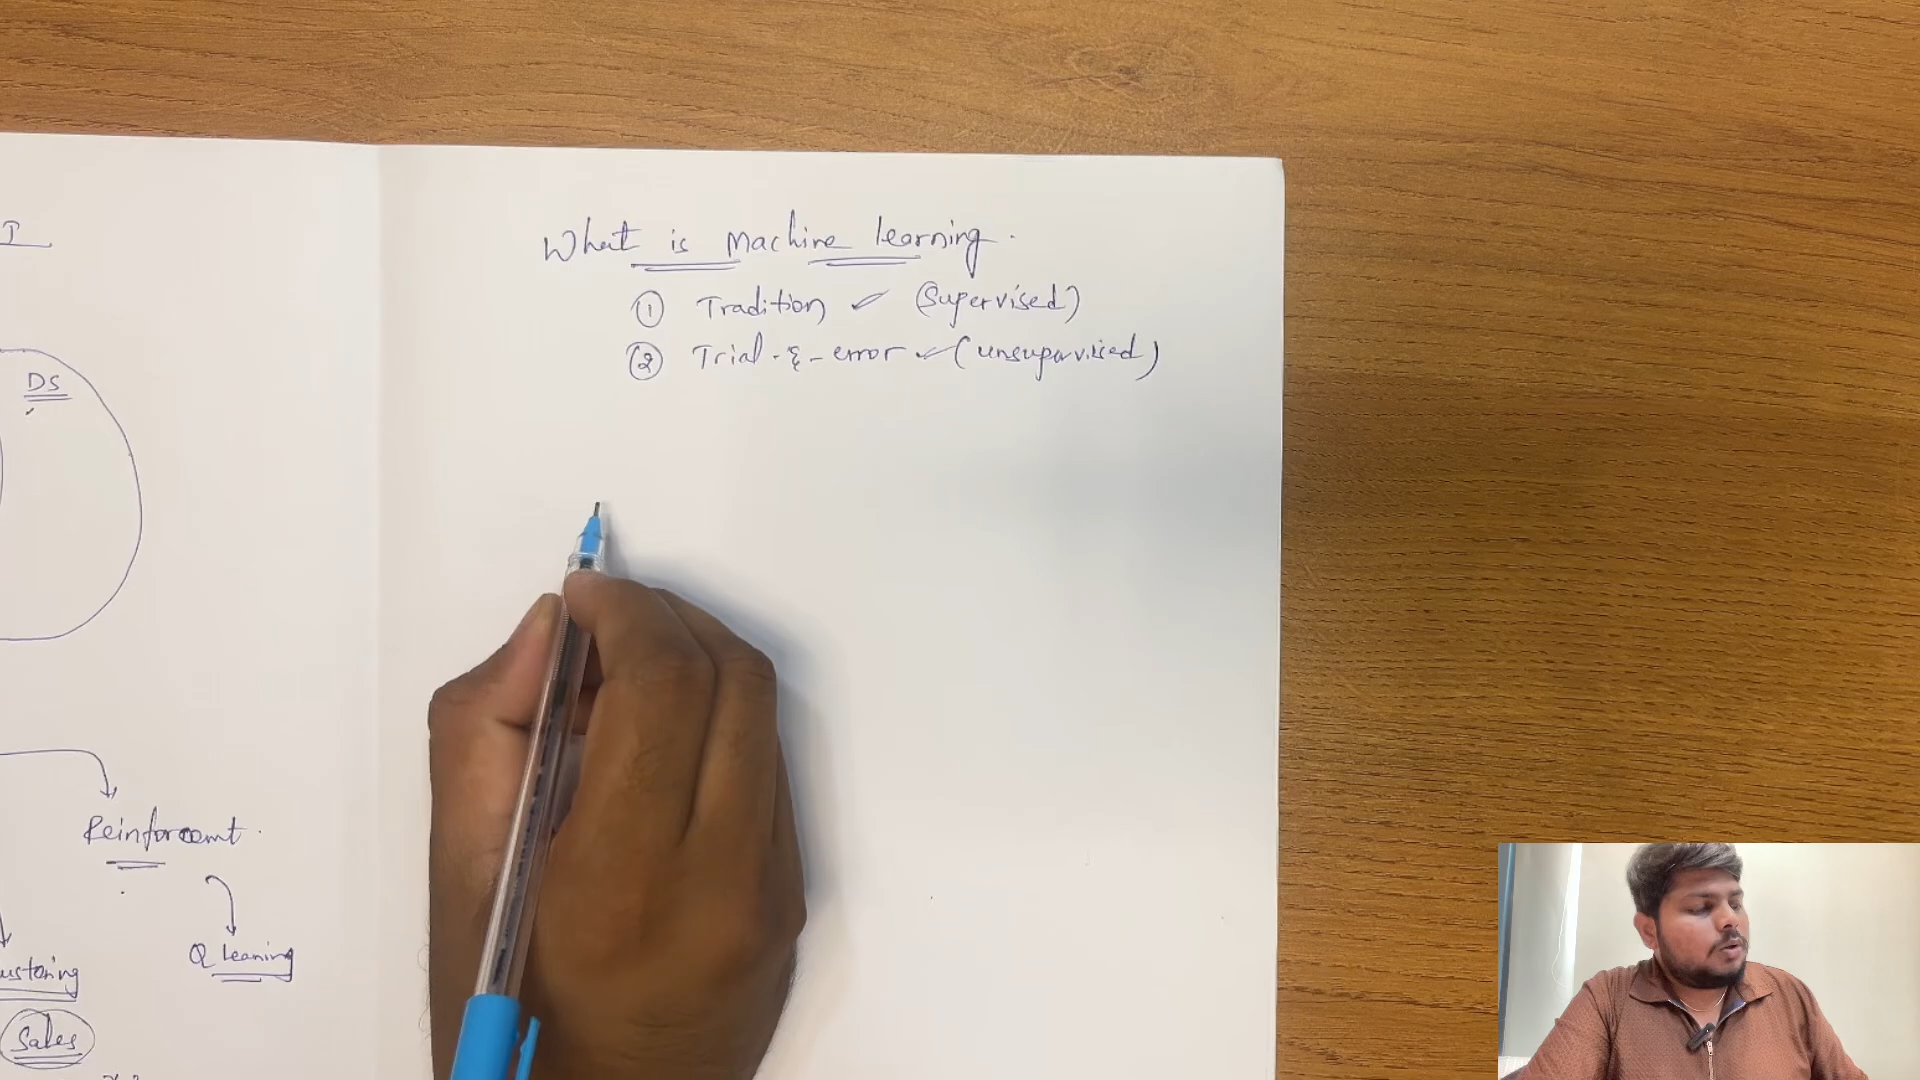 I
DS
Reinforcemt.
Q Leaning
ustering
Sales
What is Machine learning.
① Tradition ✓ (Supervised)
② Trial-&-error ✓ (unsupervised)